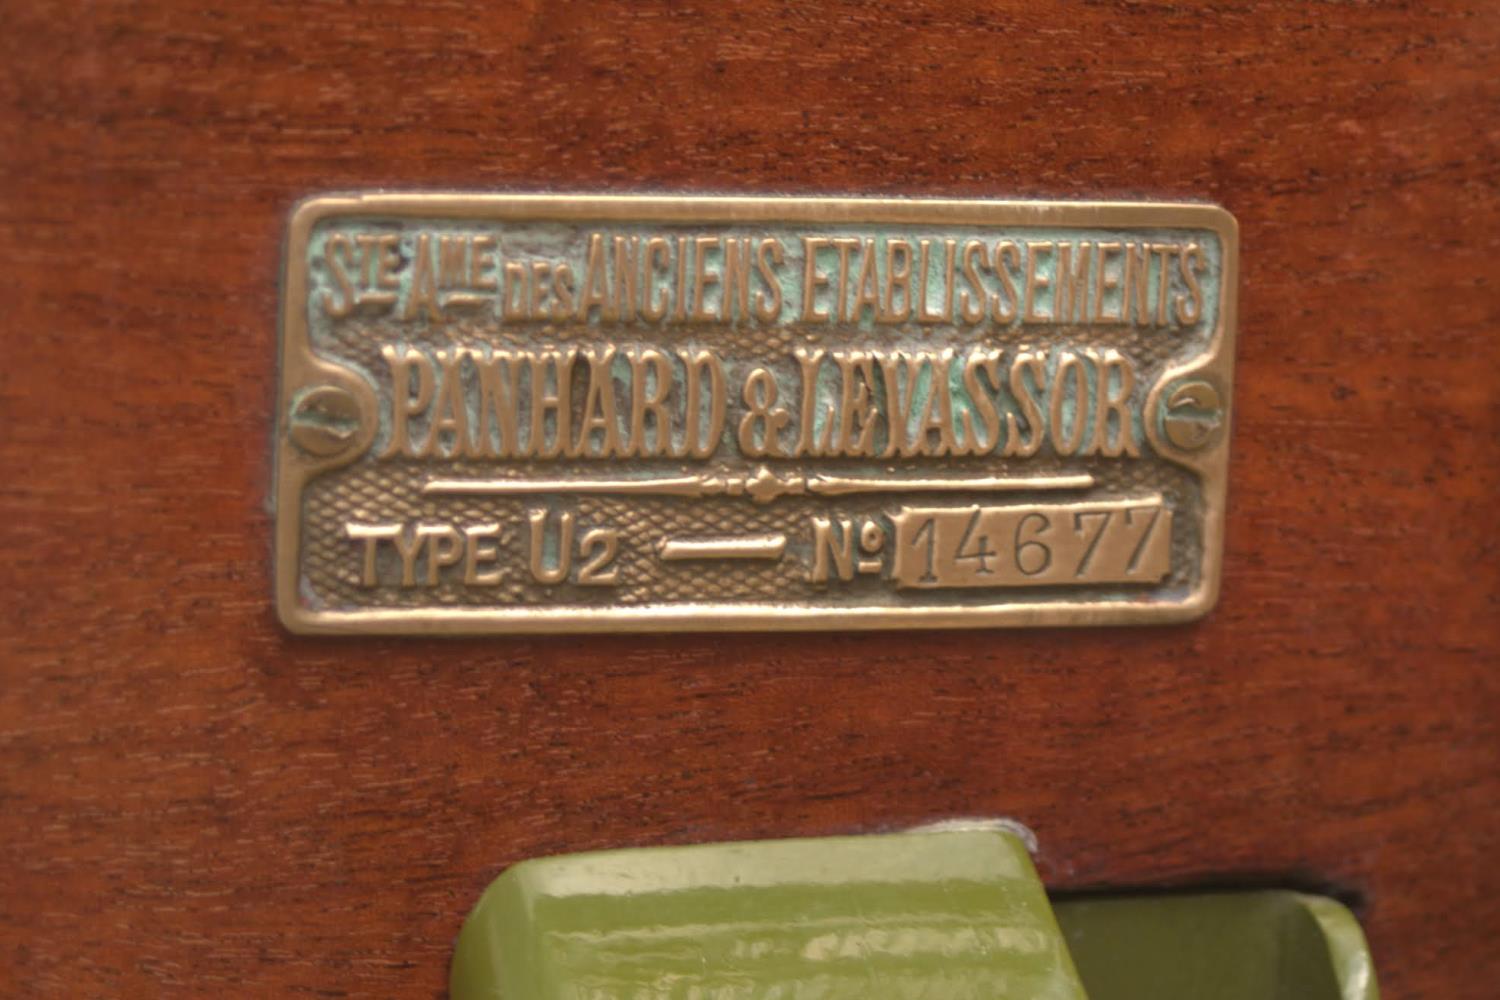 STE AME DES ANCIENS ETABLISSEMENTS
PANHARD & LEVASSOR
TYPE U2 — No 14677